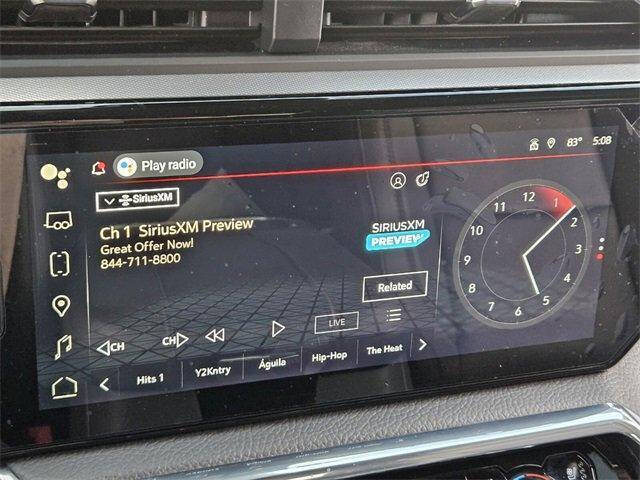 Play radio
83° 5:08
SiriusXM
Ch 1 SiriusXM Preview
Great Offer Now!
844-711-8800
SIRIUSXM
PREVIEW
Related
CH CH LIVE
Hits 1 Y2Kntry Águila Hip-Hop The Heat
12 1 2 3 4 5 6 7 8 9 10 11